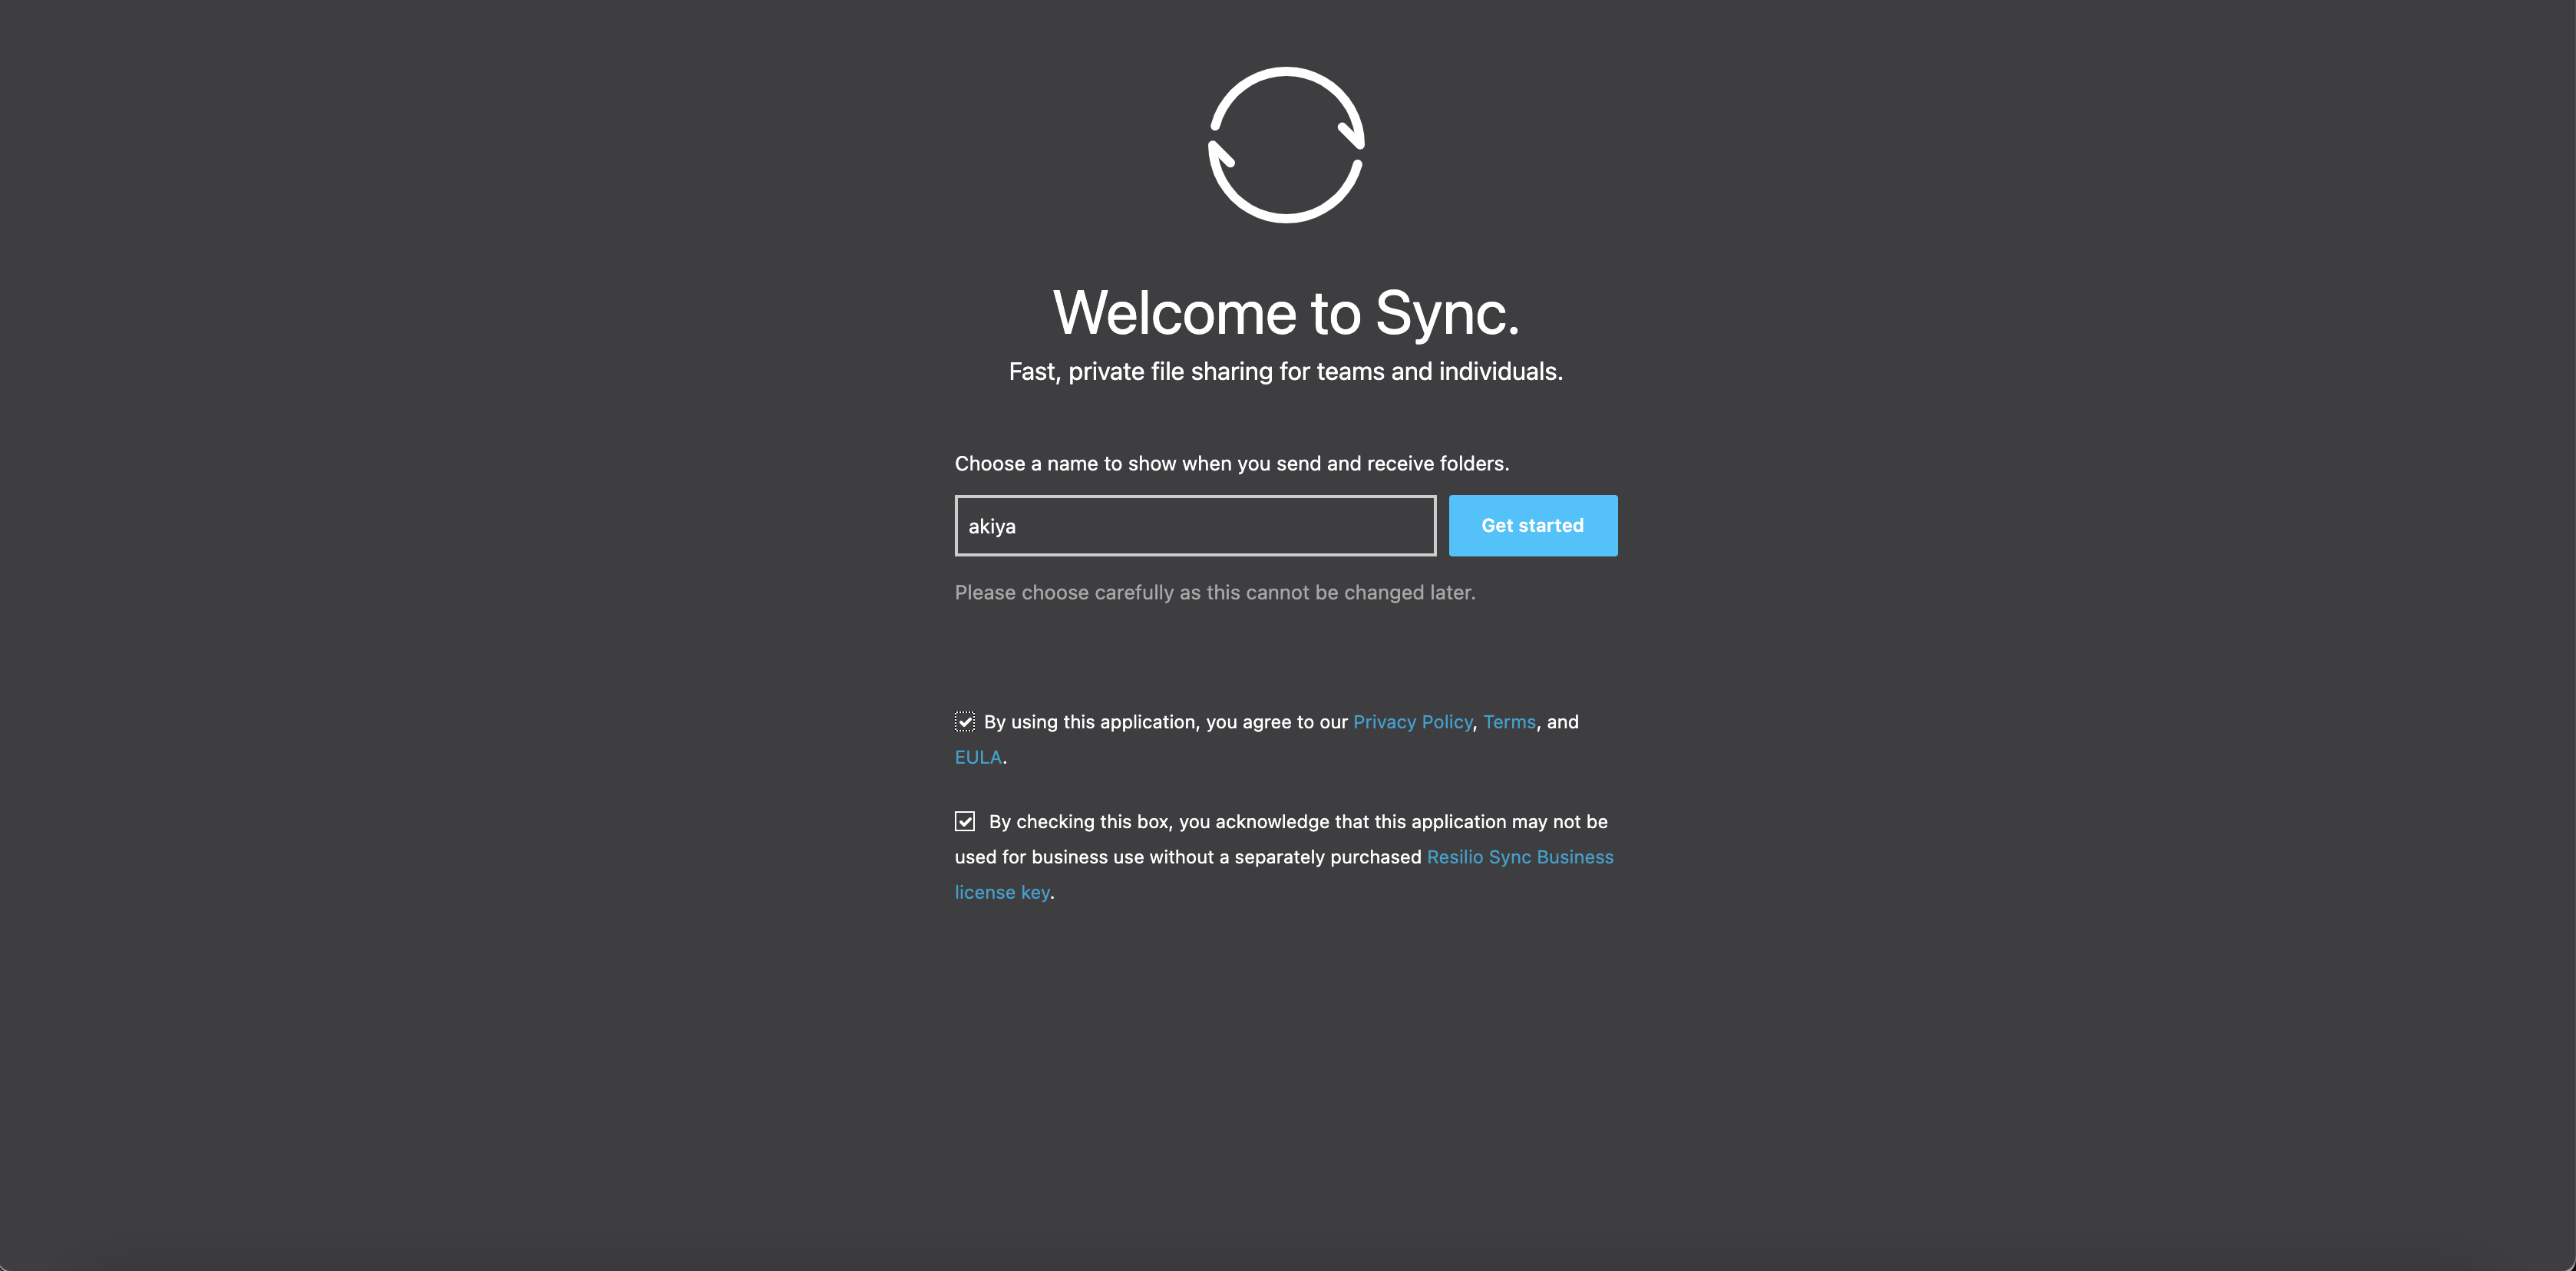 Welcome to Sync.
Fast, private file sharing for teams and individuals.
Choose a name to show when you send and receive folders.
akiya
Get started
Please choose carefully as this cannot be changed later.
By using this application, you agree to our Privacy Policy, Terms, and
EULA.
By checking this box, you acknowledge that this application may not be
used for business use without a separately purchased Resilio Sync Business
license key.